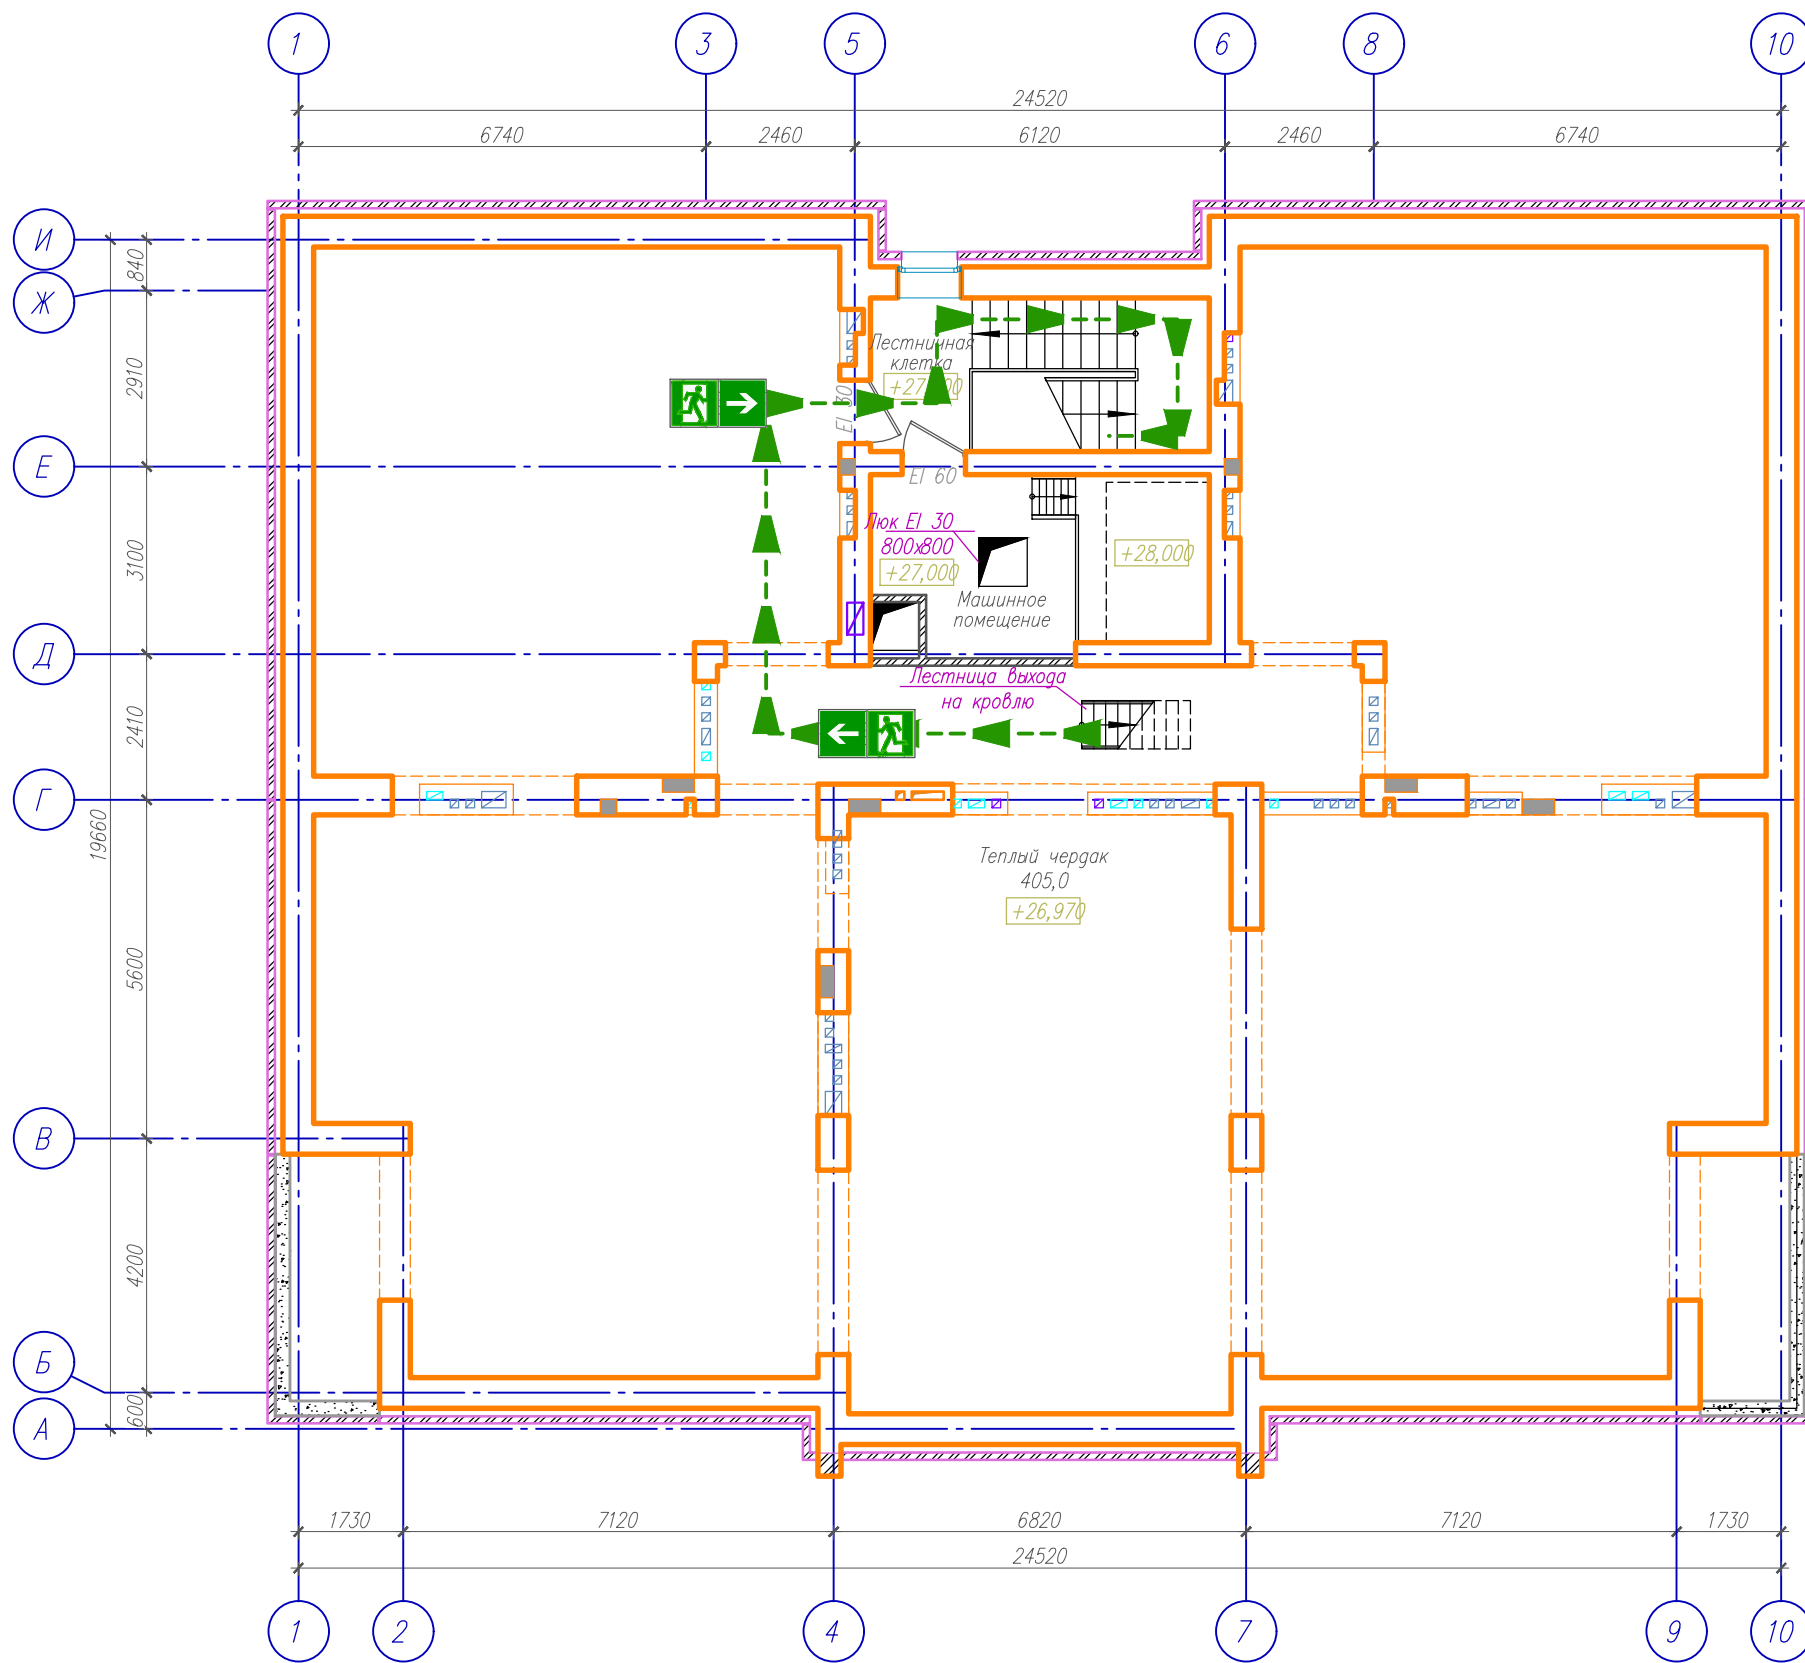 1 3 5 6 8 10
24520
6740 2460 6120 2460 6740
И
840
Ж
2910
Лестничная
клетка
EI 30
Е
EI 60
3100
Люк EI 30
800х800
+27,000
+28,000
Машинное
помещение
Д
Лестница выхода
на кровлю
2410
Г
19660
Теплый чердак
405,0
+26,970
5600
В
4200
Б
600
А
1730 7120 6820 7120 1730
24520
1 2 4 7 9 10